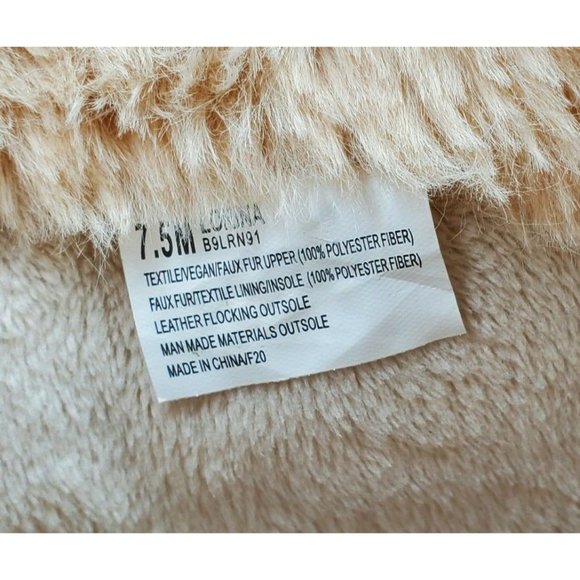 7.5M
B9LRN91
TEXTILE/VEGAN/FAUX FUR UPPER (100% POLYESTER FIBER)
FAUX FUR/TEXTILE LINING/INSOLE (100% POLYESTER FIBER)
LEATHER FLOCKING OUTSOLE
MAN MADE MATERIALS OUTSOLE
MADE IN CHINA/F20